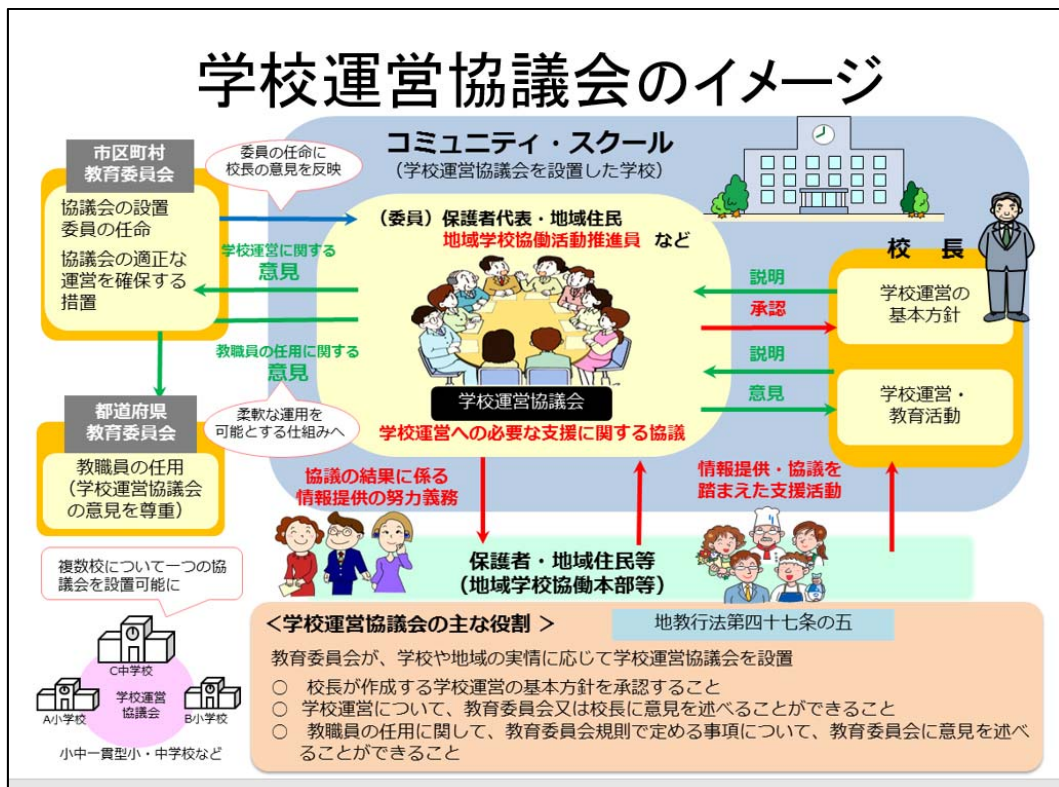 学校運営協議会のイメージ
市区町村
教育委員会
協議会の設置
委員の任命
協議会の適正な
運営を確保する
措置
委員の任命に
校長の意見を反映
コミュニティ・スクール
（学校運営協議会を設置した学校）
（委員）保護者代表・地域住民
地域学校協働活動推進員 など
学校運営に関する
意見
教職員の任用に関する
意見
柔軟な運用を
可能とする仕組みへ
学校運営協議会
学校運営への必要な支援に関する協議
校 長
学校運営の
基本方針
説明
承認
説明
意見
学校運営・
教育活動
都道府県
教育委員会
教職員の任用
（学校運営協議会
の意見を尊重）
協議の結果に係る
情報提供の努力義務
情報提供・協議を
踏まえた支援活動
保護者・地域住民等
（地域学校協働本部等）
複数校について一つの協
議会を設置可能に
C中学校
学校運営
協議会
A小学校
B小学校
小中一貫型小・中学校など
＜学校運営協議会の主な役割 ＞
地教行法第四十七条の五
教育委員会が、学校や地域の実情に応じて学校運営協議会を設置
○ 校長が作成する学校運営の基本方針を承認すること
○ 学校運営について、教育委員会又は校長に意見を述べることができること
○ 教職員の任用に関して、教育委員会規則で定める事項について、教育委員会に意見を述べ
ることができること